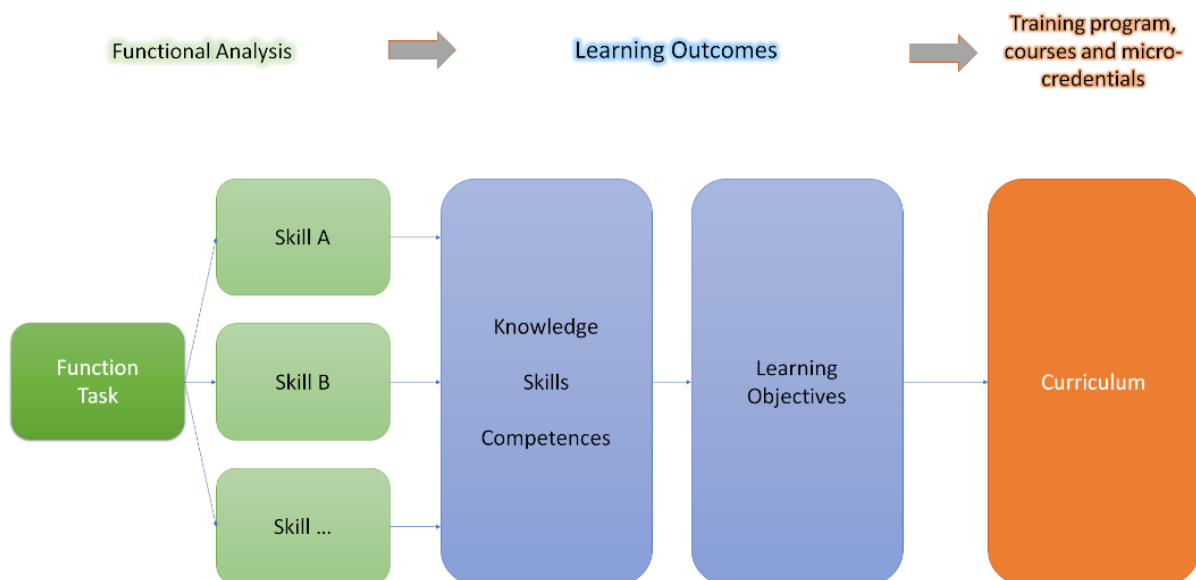 Functional Analysis
Learning Outcomes
Training program,
courses and micro-
credentials
Function
Task
Skill A
Skill B
Skill ...
Knowledge
Skills
Competences
Learning
Objectives
Curriculum